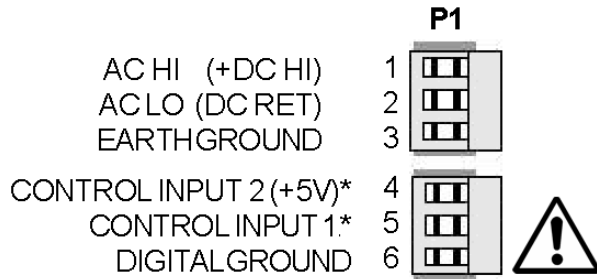 P1
AC HI (+DC HI) 1
AC LO (DC RET) 2
EARTH GROUND 3
CONTROL INPUT 2 (+5V)* 4
CONTROL INPUT 1.* 5
DIGITAL GROUND 6
!